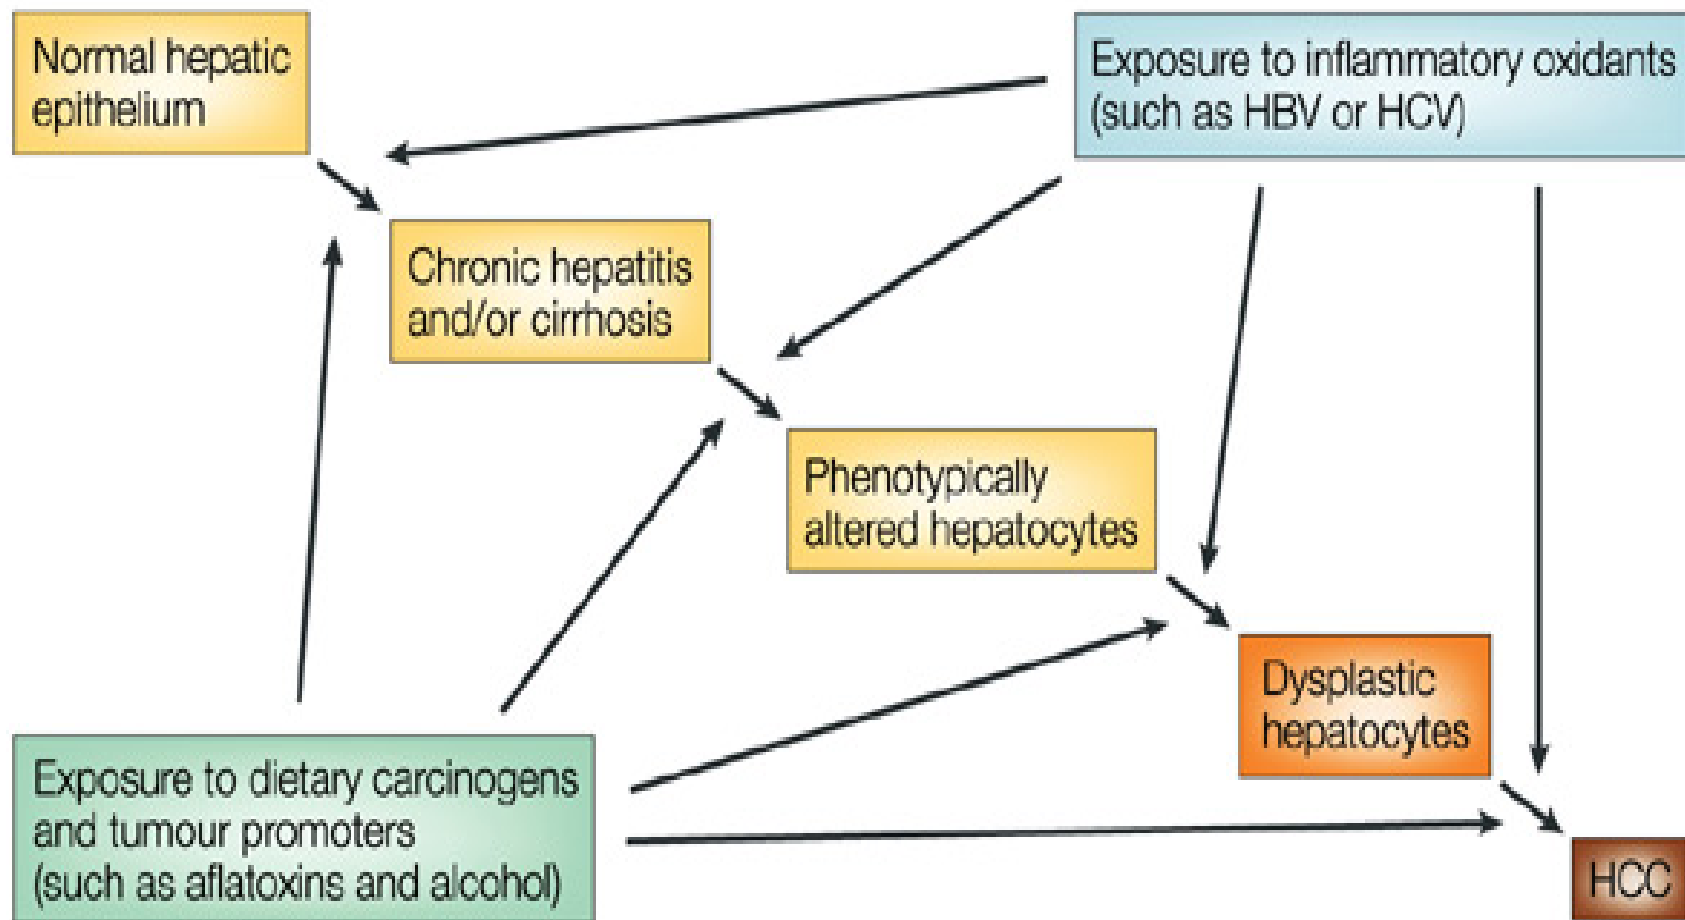 Normal hepatic
epithelium
Exposure to inflammatory oxidants
(such as HBV or HCV)
Chronic hepatitis
and/or cirrhosis
Phenotypically
altered hepatocytes
Dysplastic
hepatocytes
Exposure to dietary carcinogens
and tumour promoters
(such as aflatoxins and alcohol)
HCC